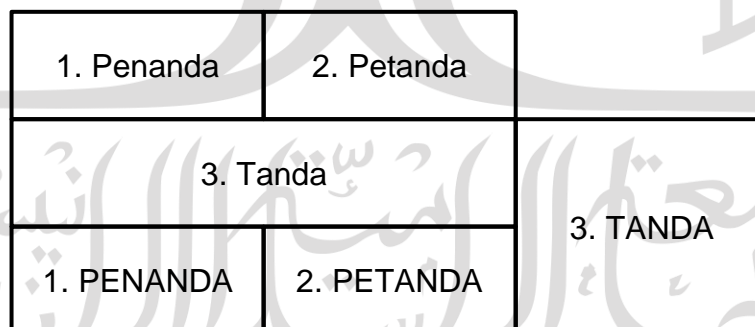 1. Penanda
2. Petanda
3. Tanda
3. TANDA
1. PENANDA
2. PETANDA